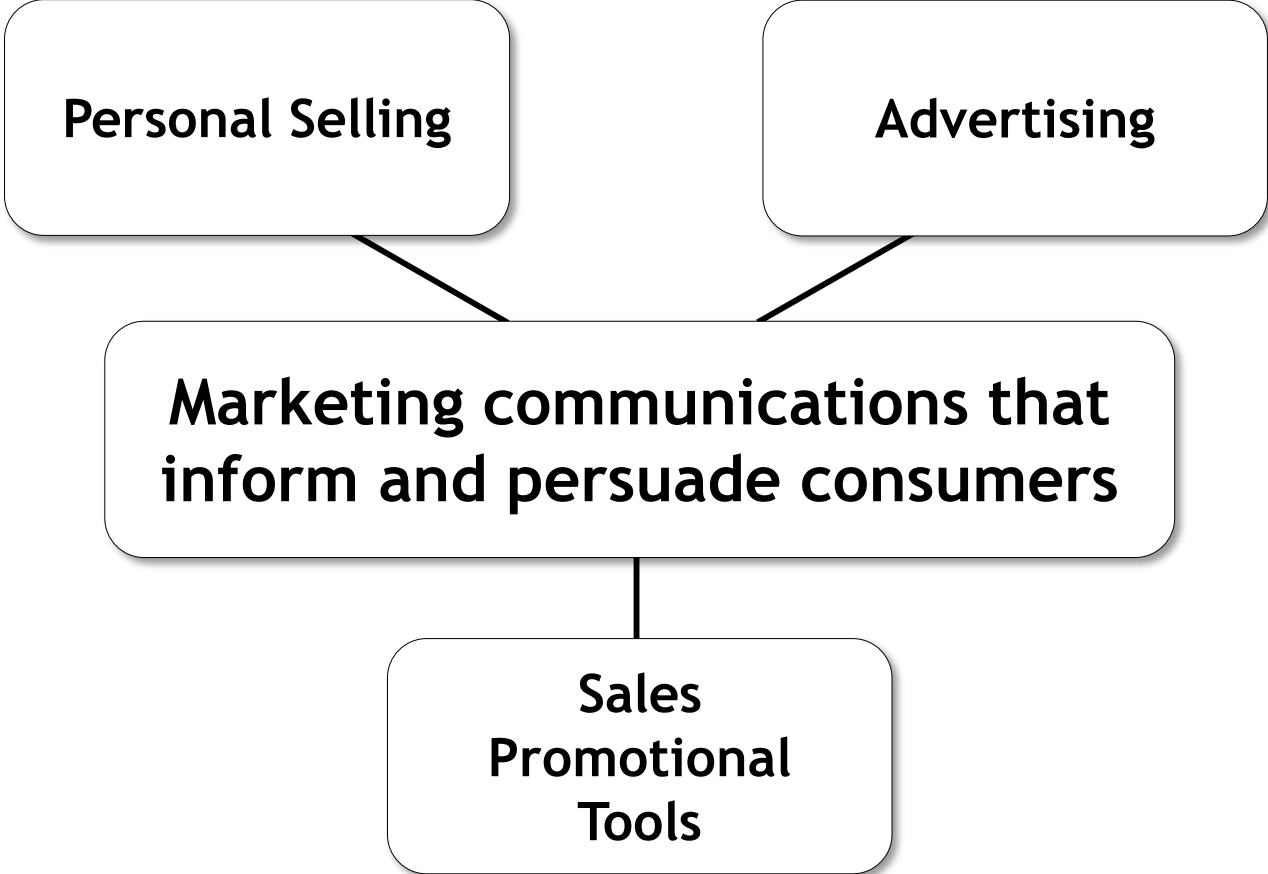 Personal Selling
Advertising
Marketing communications that
inform and persuade consumers
Sales
Promotional
Tools